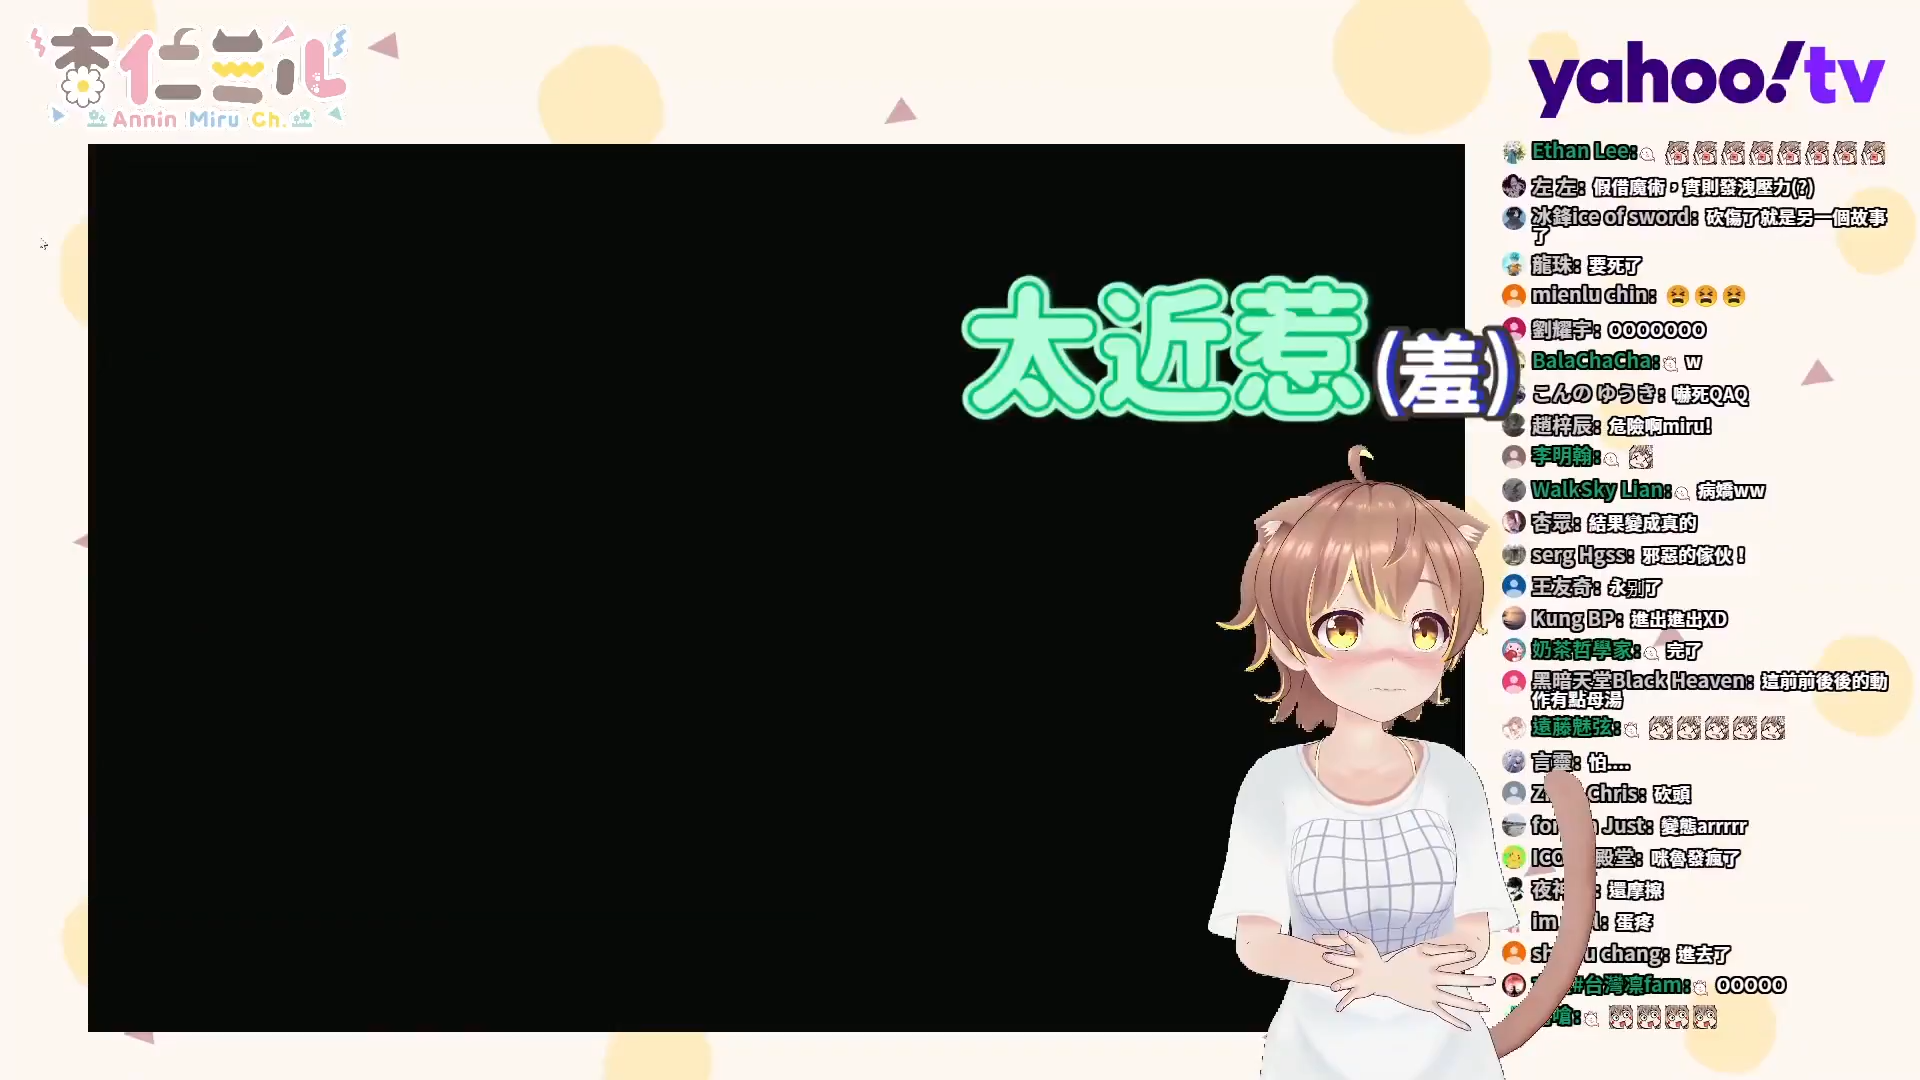 杏仁ミル
Annin Miru Ch.
yahoo!tv
太近惹(羞)
Ethan Lee:
左 左: 假借魔術，實則發洩壓力(?)
冰鋒ice of sword: 砍傷了就是另一個故事
了
龍珠: 要死了
mienlu chin: 😫😫😫
劉耀宇: OOOOOOO
BalaChaCha: w
こんの ゆうき: 嚇死QAQ
趙梓辰: 危險啊miru!
李明翰:
WalkSky Lian: 病嬌ww
杏眾: 結果變成真的
serg Hgss: 邪惡的傢伙！
王友奇: 永別了
Kung BP: 進出進出XD
奶茶哲學家: 完了
黑暗天堂Black Heaven: 這前前後後的動
作有點母湯
遠藤魅弦:
言靈: 怕....
Chris: 砍頭
Just: 變態arrrrr
殿堂: 咪魯發瘋了
還摩擦
蛋疼
chang: 進去了
#台灣凛fam: OOOOO
嗆: